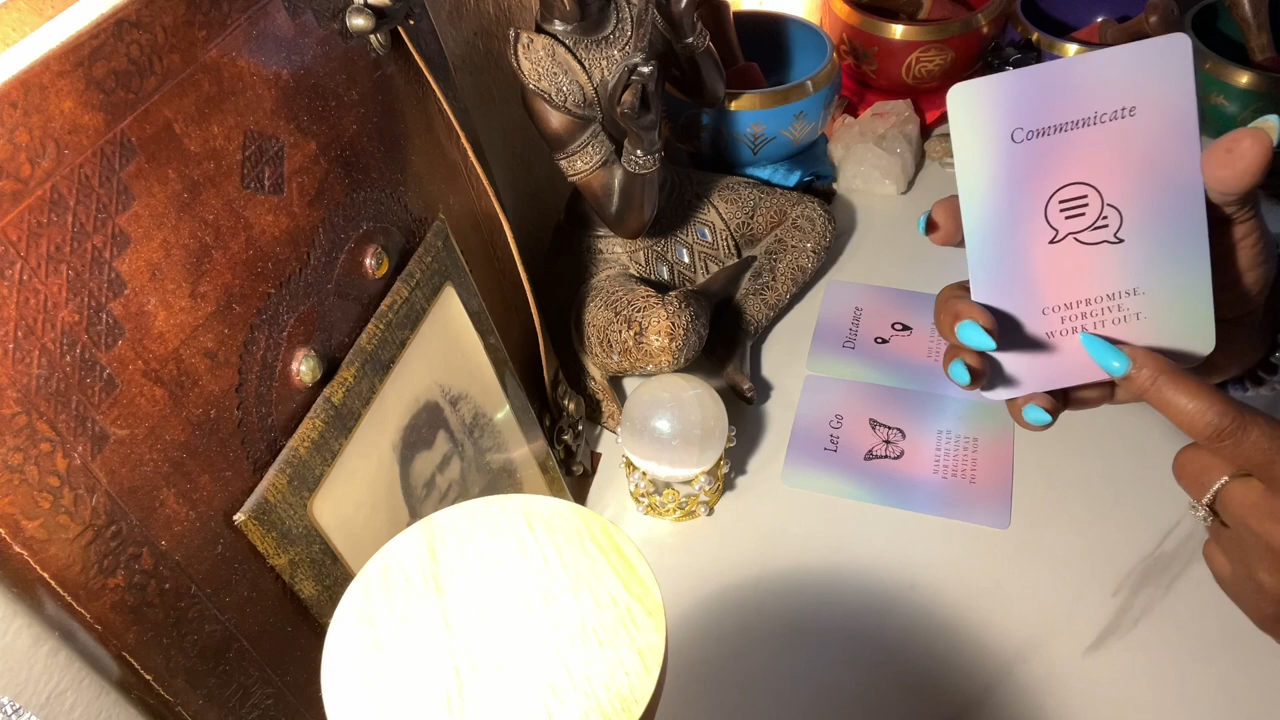 Communicate
COMPROMISE,
FORGIVE,
WORK IT OUT.
Distance
Let Go
MAKE ROOM
FOR THE NEW
BEGINNING
ON ITS WAY
TO YOU NOW